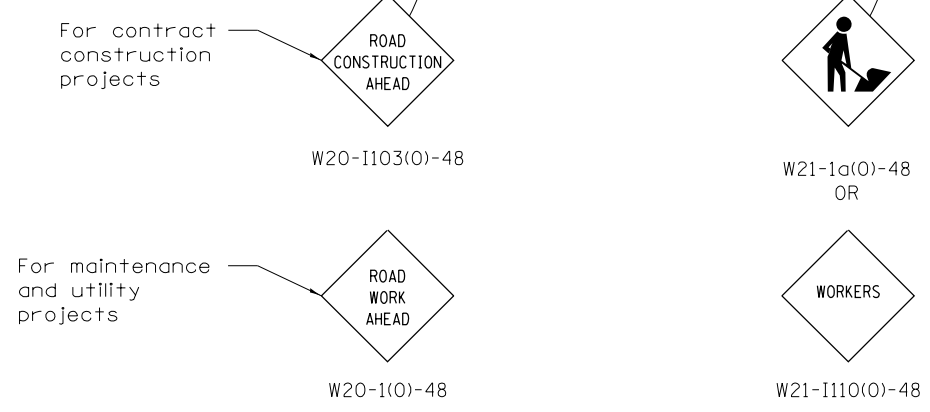 For contract
construction
projects
ROAD
CONSTRUCTION
AHEAD
W20-I103(O)-48
W21-1a(O)-48
OR
For maintenance
and utility
projects
ROAD
WORK
AHEAD
W20-1(O)-48
WORKERS
W21-I110(O)-48